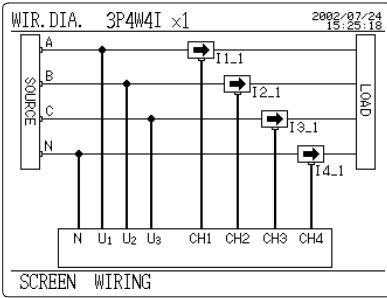 WIR.DIA. 3P4W4I ×1 2002/07/24
15:25:18
A
I1_1
B
I2_1
C
I3_1
N
I4_1
SOURCE
LOAD
N U1 U2 U3 CH1 CH2 CH3 CH4
SCREEN WIRING